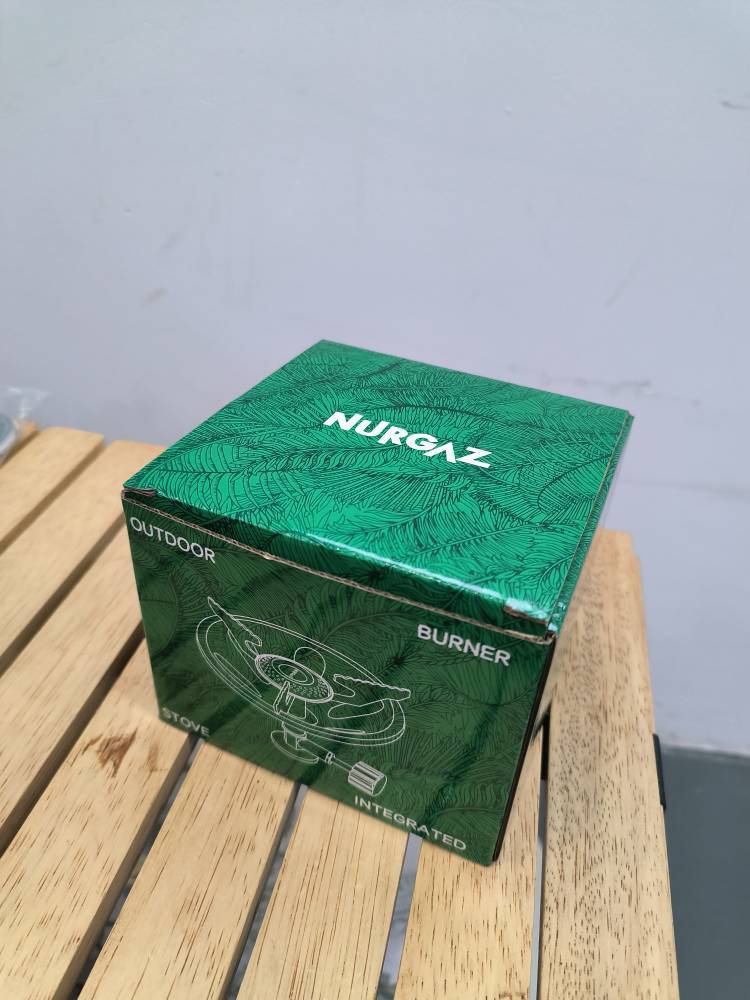 NURGAZ
OUTDOOR
BURNER
STOVE
INTEGRATED